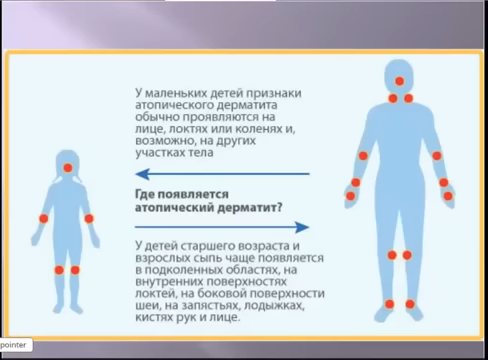 У маленьких детей признаки
атопического дерматита
обычно проявляются на
лице, локтях или коленях и,
возможно, на других
участках тела
Где появляется
атопический дерматит?
У детей старшего возраста и
взрослых сыпь чаще появляется
в подколенных областях, на
внутренних поверхностях
локтей, на боковой поверхности
шеи, на запястьях, лодыжках,
кистях рук и лице.
pointer